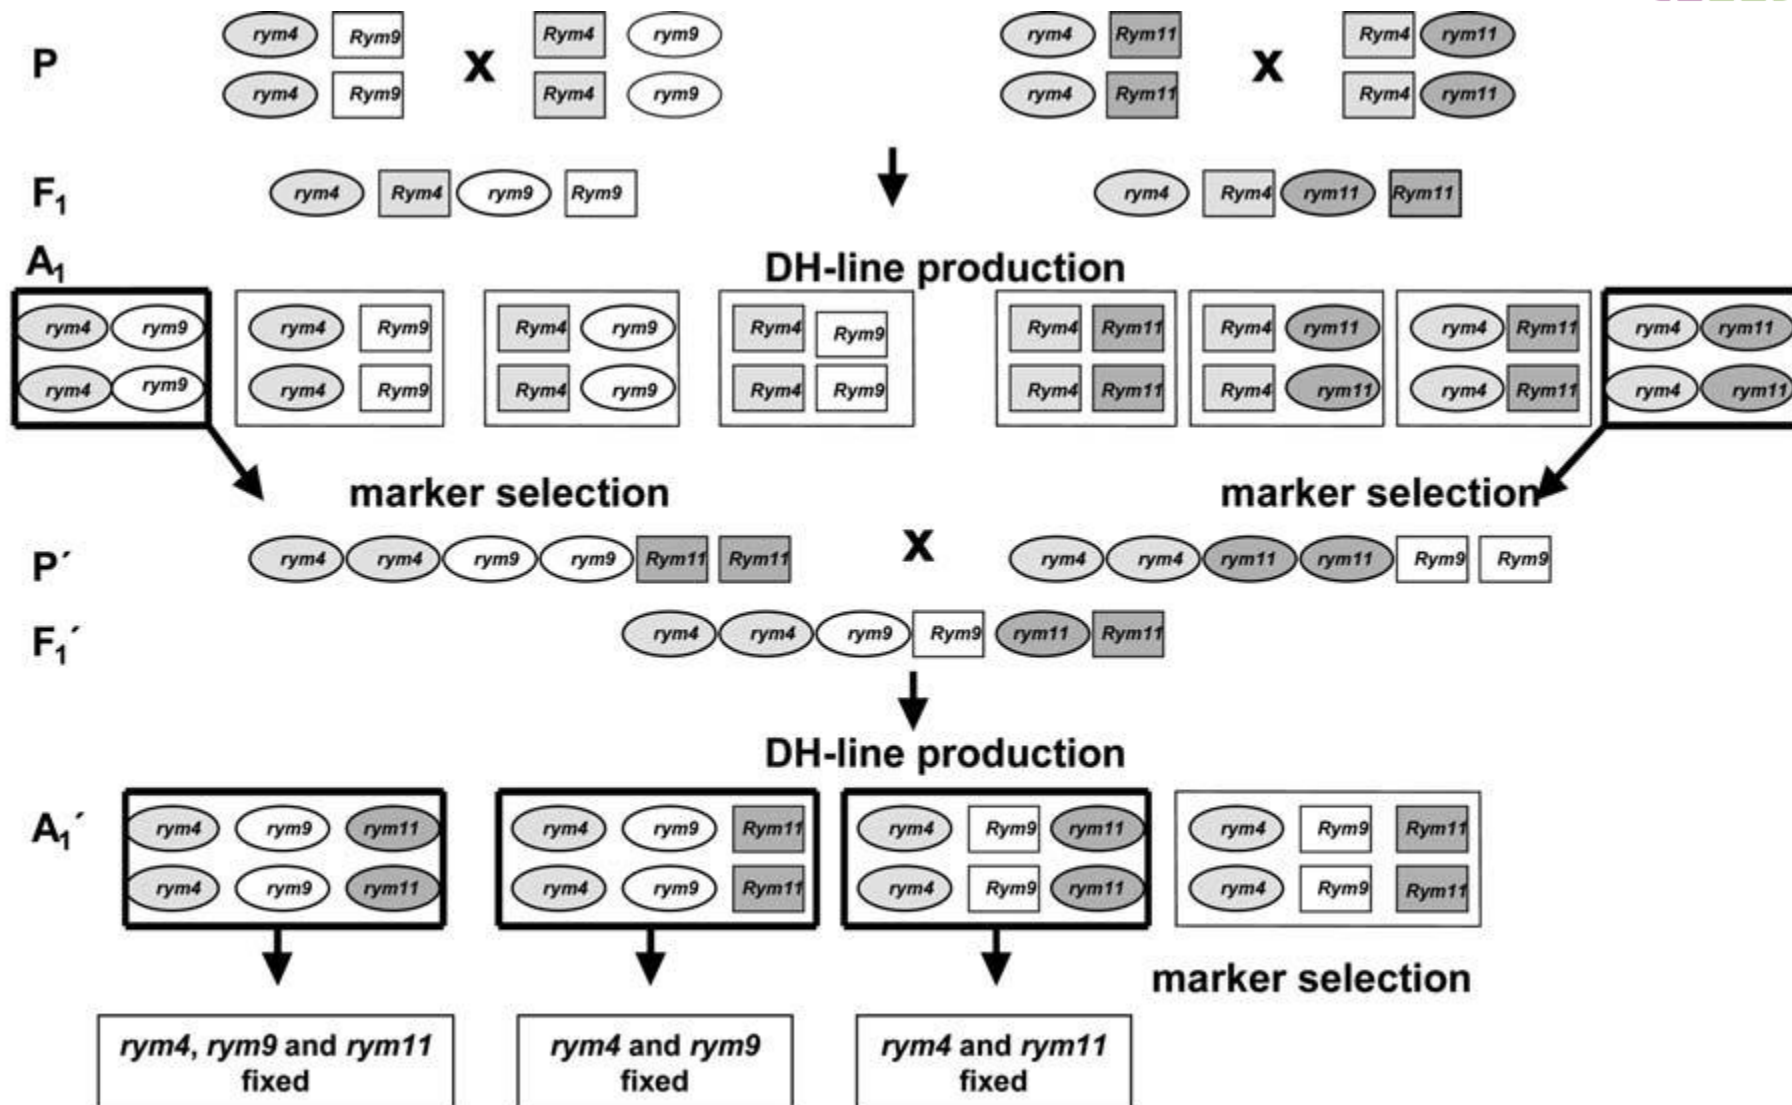 P rym4 Rym9 X Rym4 rym9 rym4 Rym11 X Rym4 rym11
rym4 Rym9 Rym4 rym9 rym4 Rym11 Rym4 rym11
F1 rym4 Rym4 rym9 Rym9 rym4 Rym4 rym11 Rym11
A1 DH-line production
rym4 rym9 rym4 Rym9 Rym4 rym9 Rym4 Rym9 Rym4 Rym11 Rym4 rym11 rym4 Rym11 rym4 rym11
rym4 rym9 rym4 Rym9 Rym4 rym9 Rym4 Rym9 Rym4 Rym11 Rym4 rym11 rym4 Rym11 rym4 rym11
marker selection marker selection
P´ rym4 rym4 rym9 rym9 Rym11 Rym11 X rym4 rym4 rym11 rym11 Rym9 Rym9
F1´ rym4 rym4 rym9 Rym9 rym11 Rym11
DH-line production
A1´ rym4 rym9 rym11 rym4 rym9 Rym11 rym4 Rym9 rym11 rym4 Rym9 Rym11
rym4 rym9 rym11 rym4 rym9 Rym11 rym4 Rym9 rym11 rym4 Rym9 Rym11
marker selection
rym4, rym9 and rym11 rym4 and rym9 rym4 and rym11
fixed fixed fixed